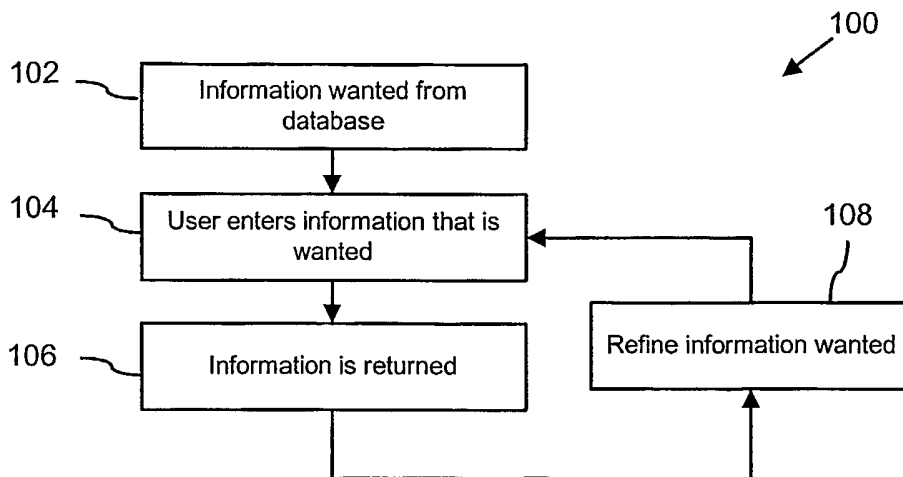 100
102
Information wanted from
database
104
User enters information that is
wanted
108
106
Information is returned
Refine information wanted